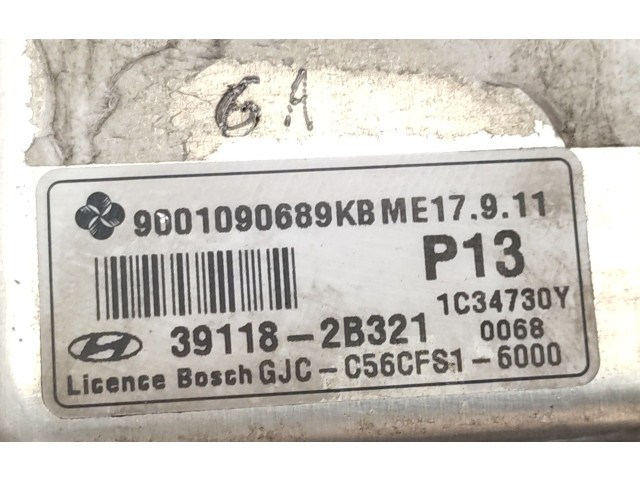 6A
9001090689KB ME17.9.11
P13
1C34730Y
39118-2B321 0068
Licence Bosch GJC-C56CFS1-6000